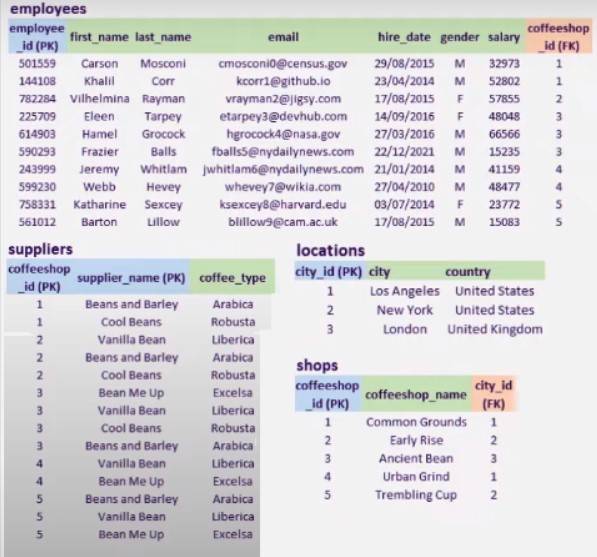 employees
employee_id (PK) first_name last_name email hire_date gender salary coffeeshop_id (FK)
501559 Carson Mosconi cmosconi0@census.gov 29/08/2015 M 32973 1
144108 Khalil Corr kcorr1@github.io 23/04/2014 M 52802 1
782284 Vilhelmina Rayman vrayman2@jigsy.com 17/08/2015 F 57855 2
225709 Eleen Tarpey etarpey3@devhub.com 14/09/2016 F 48048 3
614903 Hamel Grocock hgrocock4@nasa.gov 27/03/2016 M 66566 3
590293 Frazier Balls fballs5@nydailynews.com 22/12/2021 M 15235 3
243999 Jeremy Whitlam jwhitlam6@nydailynews.com 21/01/2014 M 41159 4
599230 Webb Hevey whevey7@wikia.com 27/04/2010 M 48477 4
758331 Katharine Sexcey ksexcey8@harvard.edu 03/07/2014 F 23772 5
561012 Barton Lillow blillow9@cam.ac.uk 17/08/2015 M 15083 5
suppliers
coffeeshop_id (PK) supplier_name (PK) coffee_type
1 Beans and Barley Arabica
1 Cool Beans Robusta
2 Vanilla Bean Liberica
2 Beans and Barley Arabica
2 Cool Beans Robusta
3 Bean Me Up Excelsa
3 Vanilla Bean Liberica
3 Cool Beans Robusta
3 Beans and Barley Arabica
4 Vanilla Bean Liberica
4 Bean Me Up Excelsa
5 Beans and Barley Arabica
5 Vanilla Bean Liberica
5 Bean Me Up Excelsa
locations
city_id (PK) city country
1 Los Angeles United States
2 New York United States
3 London United Kingdom
shops
coffeeshop_id (PK) coffeeshop_name city_id (FK)
1 Common Grounds 1
2 Early Rise 2
3 Ancient Bean 3
4 Urban Grind 1
5 Trembling Cup 2